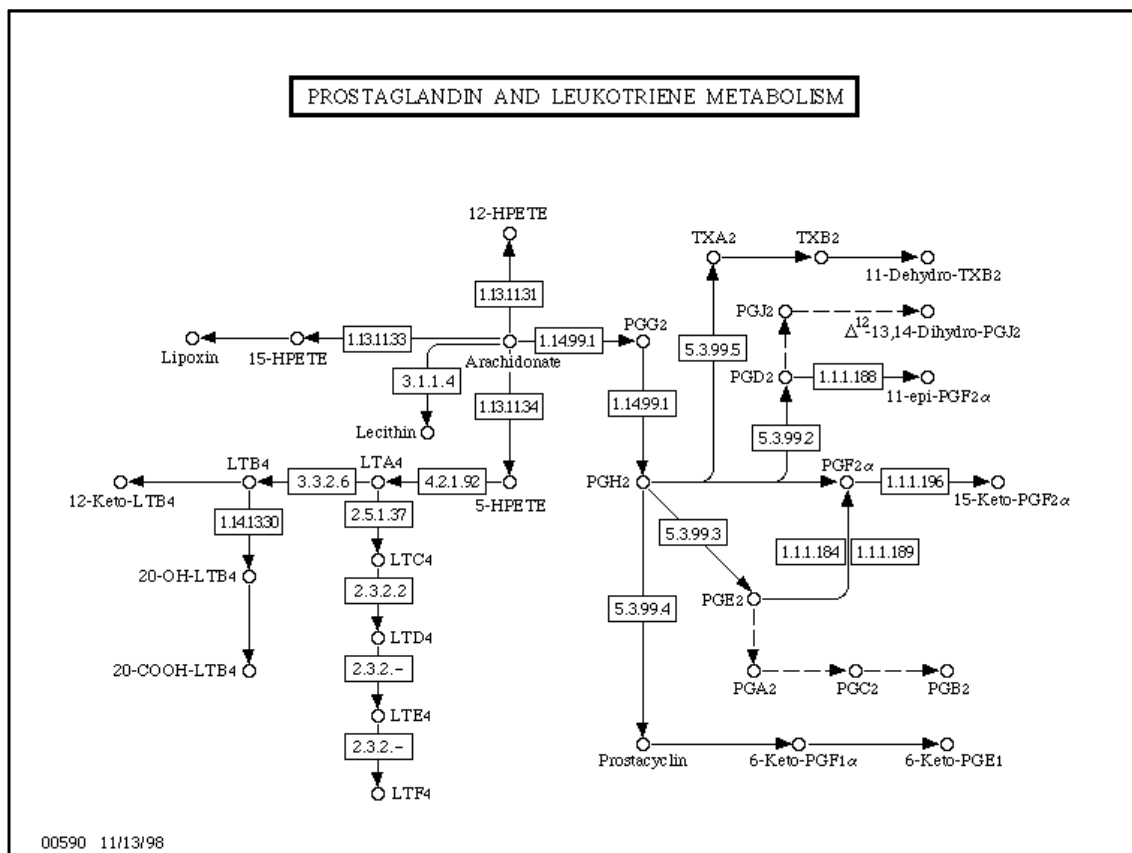 PROSTAGLANDIN AND LEUKOTRIENE METABOLISM
12-HPETE
TXA2
TXB2
11-Dehydro-TXB2
1.13.11.31
PGJ2
Δ12-13,14-Dihydro-PGJ2
PGG2
1.13.11.33
1.14.99.1
5.3.99.5
Lipoxin
15-HPETE
Arachidonate
PGD2
1.1.1.188
11-epi-PGF2α
3.1.1.4
1.13.11.34
1.14.99.1
Lecithin
5.3.99.2
LTB4
LTA4
PGF2α
3.3.2.6
4.2.1.92
PGH2
1.1.1.196
12-Keto-LTB4
5-HPETE
15-Keto-PGF2α
2.5.1.37
1.14.13.30
5.3.99.3
1.1.1.184
1.1.1.189
LTC4
20-OH-LTB4
2.3.2.2
PGE2
5.3.99.4
LTD4
20-COOH-LTB4
2.3.2.-
PGA2
PGC2
PGB2
LTE4
2.3.2.-
Prostacyclin
6-Keto-PGF1α
6-Keto-PGE1
LTF4
00590 11/13/98